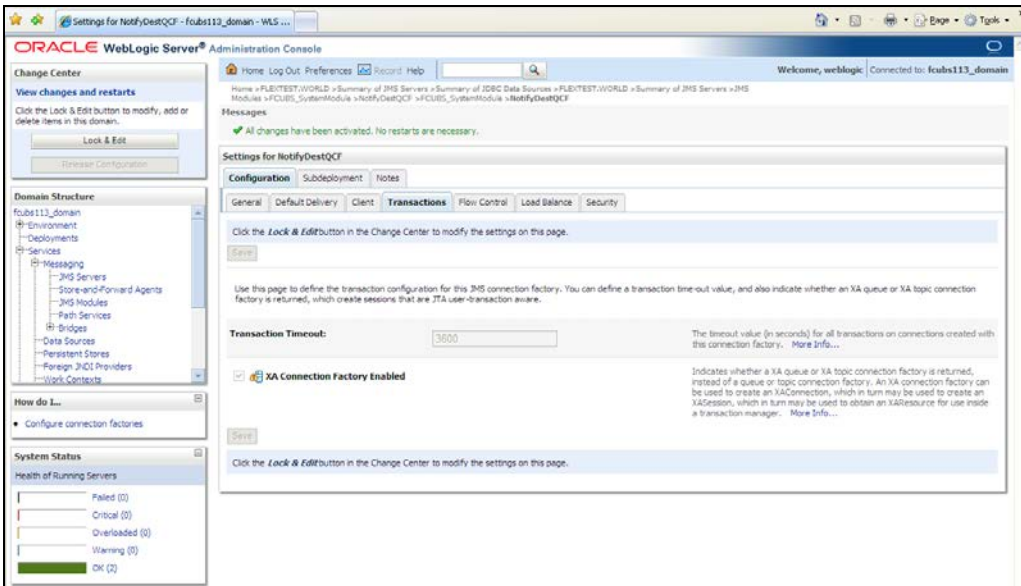 Settings for NotifyDestQCF - fcubs113_domain - WLS ...
Page
Tools
ORACLE WebLogic Server® Administration Console
Change Center
View changes and restarts
Click the Lock & Edit button to modify, add or
delete items in this domain.
Lock & Edit
Release Configuration
Domain Structure
fcubs113_domain
Environment
Deployments
Services
Messaging
JMS Servers
Store-and-Forward Agents
JMS Modules
Path Services
Bridges
Data Sources
Persistent Stores
Foreign JNDI Providers
Work Contexts
How do I...
Configure connection factories
System Status
Health of Running Servers
Failed (0)
Critical (0)
Overloaded (0)
Warning (0)
OK (2)
Home Log Out Preferences Record Help
Welcome, weblogic Connected to: fcubs113_domain
Home >FLEXTEST.WORLD >Summary of JMS Servers >Summary of JDBC Data Sources >FLEXTEST.WORLD >Summary of JMS Servers >JMS
Modules >FCUBS_SystemModule >NotifyDestQCF >FCUBS_SystemModule >NotifyDestQCF
Messages
All changes have been activated. No restarts are necessary.
Settings for NotifyDestQCF
Configuration Subdeployment Notes
General Default Delivery Client Transactions Flow Control Load Balance Security
Click the Lock & Edit button in the Change Center to modify the settings on this page.
Save
Use this page to define the transaction configuration for this JMS connection factory. You can define a transaction time-out value, and also indicate whether an XA queue or XA topic connection
factory is returned, which create sessions that are JTA user-transaction aware.
Transaction Timeout:
3600
The timeout value (in seconds) for all transactions on connections created with
this connection factory. More Info...
XA Connection Factory Enabled
Indicates whether a XA queue or XA topic connection factory is returned,
instead of a queue or topic connection factory. An XA connection factory can
be used to create an XAConnection, which in turn may be used to create an
XASession, which in turn may be used to obtain an XAResource for use inside
a transaction manager. More Info...
Save
Click the Lock & Edit button in the Change Center to modify the settings on this page.